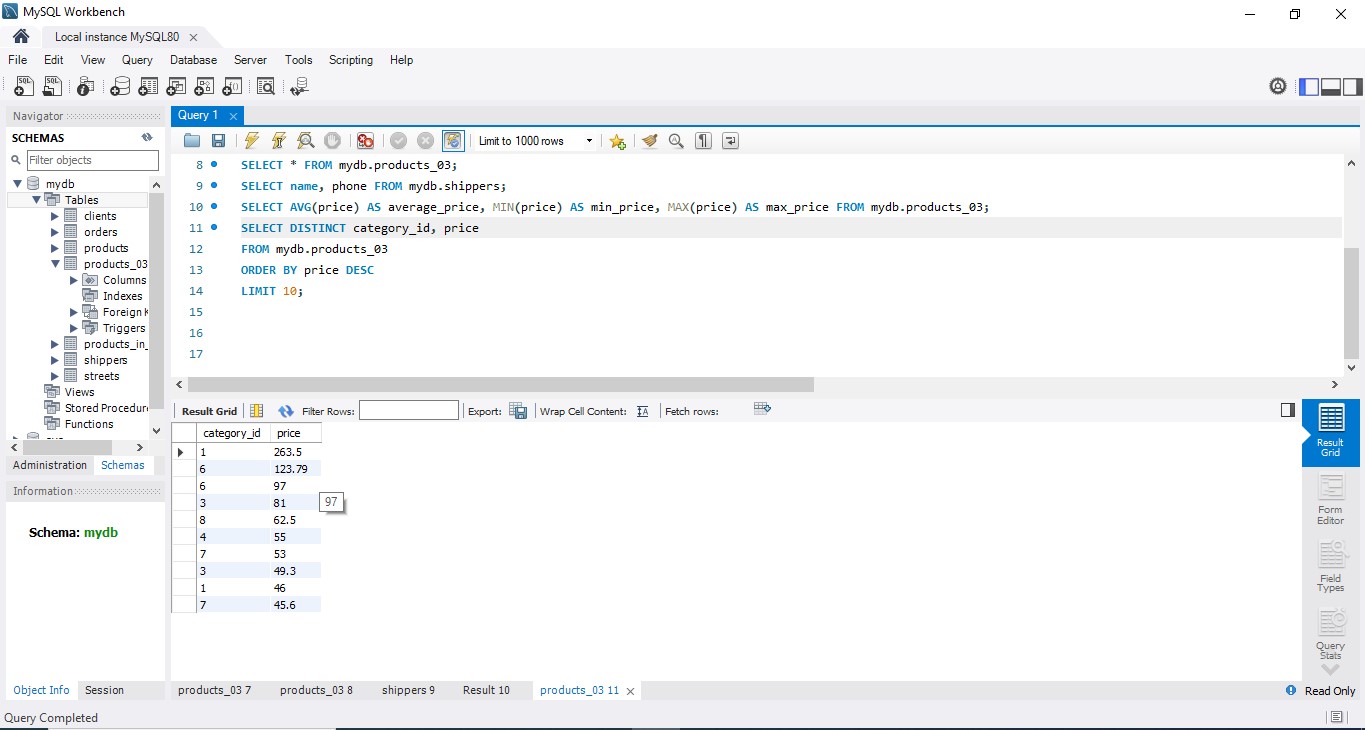 MySQL Workbench
Local instance MySQL80
File Edit View Query Database Server Tools Scripting Help
Navigator
SCHEMAS
Filter objects
mydb
Tables
clients
orders
products
products_03
Columns
Indexes
Foreign K
Triggers
products_in_
shippers
streets
Views
Stored Procedur
Functions
Administration Schemas
Information
Schema: mydb
Object Info Session
Query Completed
Query 1
Limit to 1000 rows
8 SELECT * FROM mydb.products_03;
9 SELECT name, phone FROM mydb.shippers;
10 SELECT AVG(price) AS average_price, MIN(price) AS min_price, MAX(price) AS max_price FROM mydb.products_03;
11 SELECT DISTINCT category_id, price
12 FROM mydb.products_03
13 ORDER BY price DESC
14 LIMIT 10;
15
16
17
Result Grid Filter Rows: Export: Wrap Cell Content: Fetch rows:
category_id price
1 263.5
6 123.79
6 97
3 81
97
8 62.5
4 55
7 53
3 49.3
1 46
7 45.6
Result Grid
Form Editor
Field Types
Query Stats
products_03 7 products_03 8 shippers 9 Result 10 products_03 11
Read Only